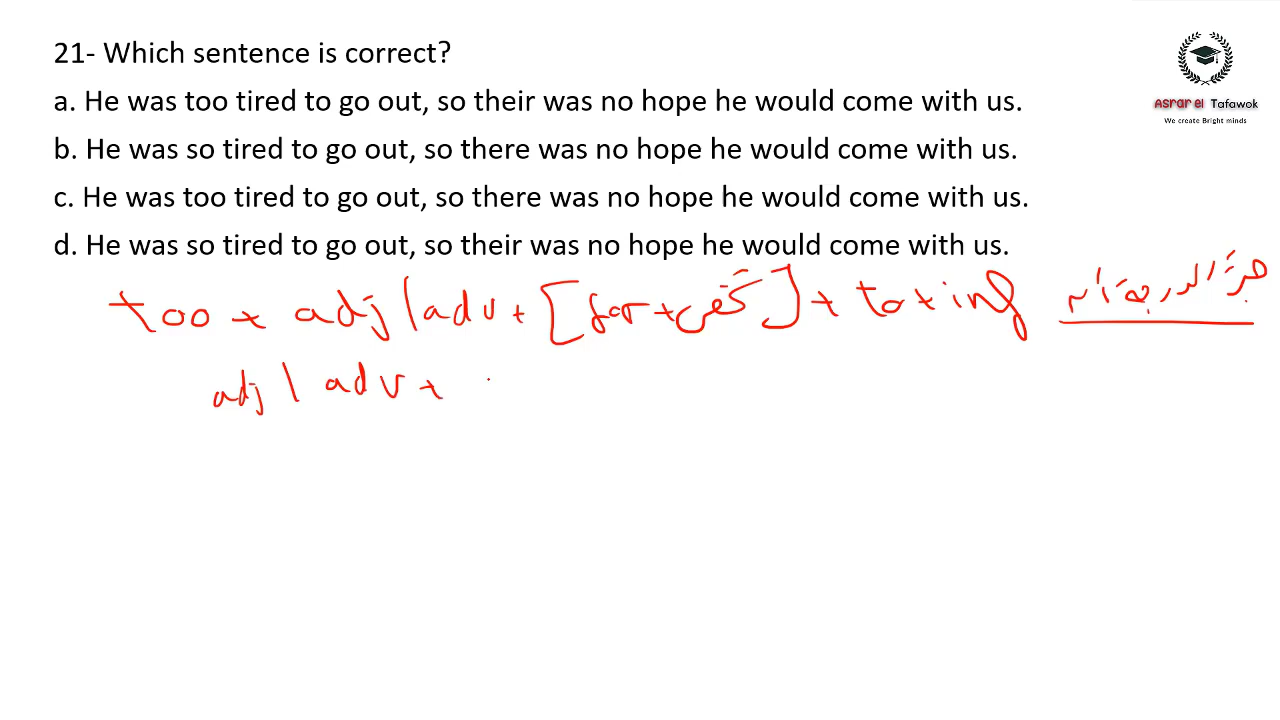 21- Which sentence is correct?
a. He was too tired to go out, so their was no hope he would come with us.
b. He was so tired to go out, so there was no hope he would come with us.
c. He was too tired to go out, so there was no hope he would come with us.
d. He was so tired to go out, so their was no hope he would come with us.
Asrar el Tafawok
We create Bright minds
too + adj / adv + [for + شخص] + to + inf لدرجة أن
adj / adv +